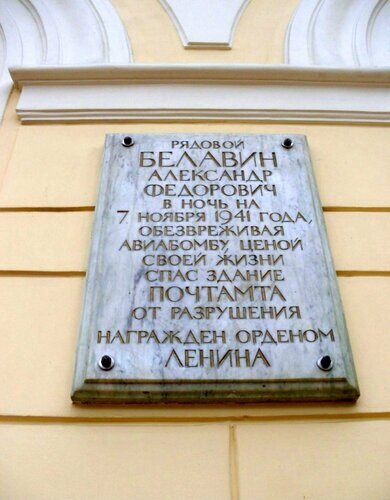 РЯДОВОЙ
БЕЛАВИН
АЛЕКСАНДР
ФЕДОРОВИЧ
В НОЧЬ НА
7 НОЯБРЯ 1941 ГОДА,
ОБЕЗВРЕЖИВАЯ
АВИАБОМБУ, ЦЕНОЙ
СВОЕЙ ЖИЗНИ
СПАС ЗДАНИЕ
ПОЧТАМТА
ОТ РАЗРУШЕНИЯ
НАГРАЖДЕН ОРДЕНОМ
ЛЕНИНА